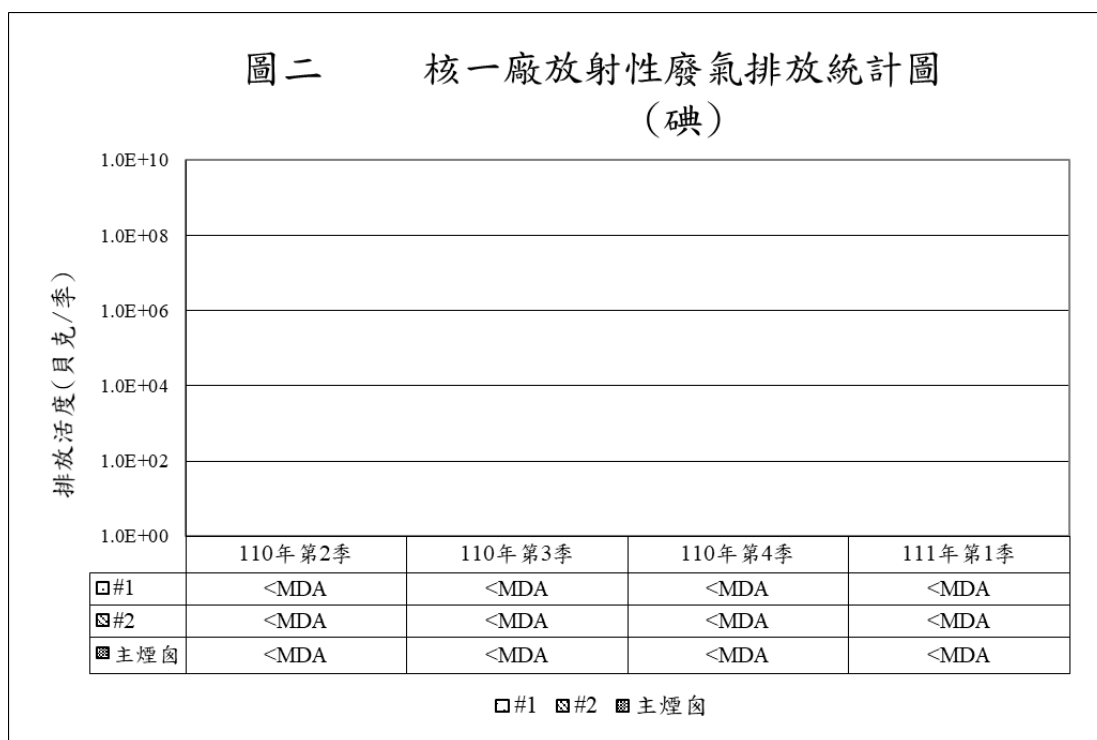 圖二 核一廠放射性廢氣排放統計圖
(碘)
排放活度(貝克/季)
1.0E+10
1.0E+08
1.0E+06
1.0E+04
1.0E+02
1.0E+00
110年第2季 110年第3季 110年第4季 111年第1季
#1 <MDA <MDA <MDA <MDA
#2 <MDA <MDA <MDA <MDA
主煙囪 <MDA <MDA <MDA <MDA
#1 #2 主煙囪